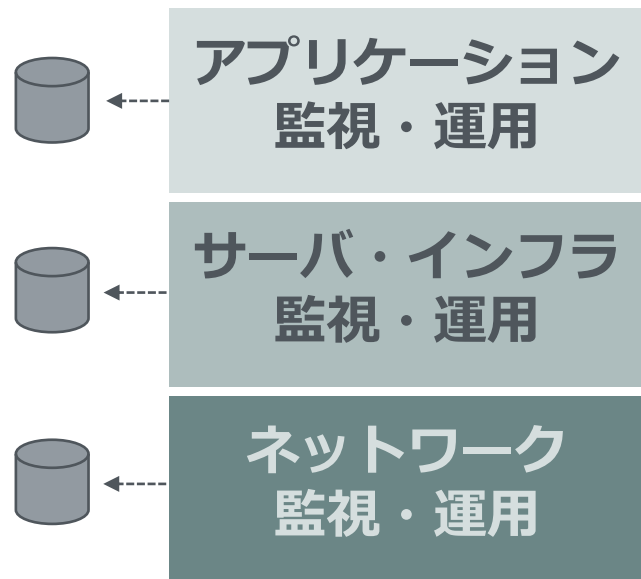 アプリケーション
監視・運用
サーバ・インフラ
監視・運用
ネットワーク
監視・運用